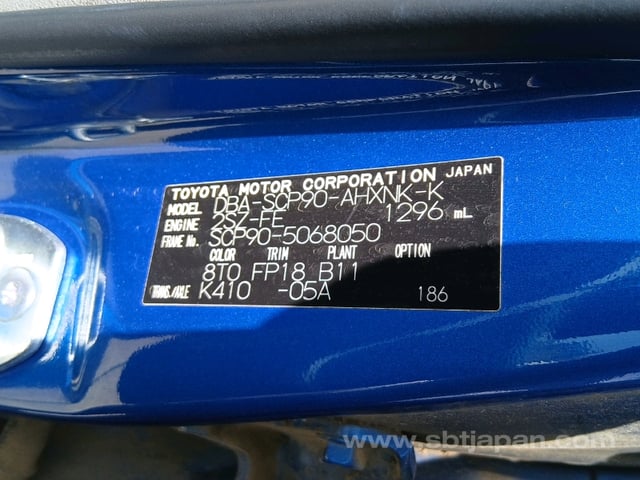 TOYOTA MOTOR CORPORATION JAPAN
MODEL DBA-SCP90-AHXNK-K
ENGINE 2SZ-FE 1296 mL
FRAME No. SCP90-5068050
COLOR TRIM PLANT OPTION
8T0 FP18 B11
TRANS./AXLE K410 -05A 186
www.sbtjapan.com